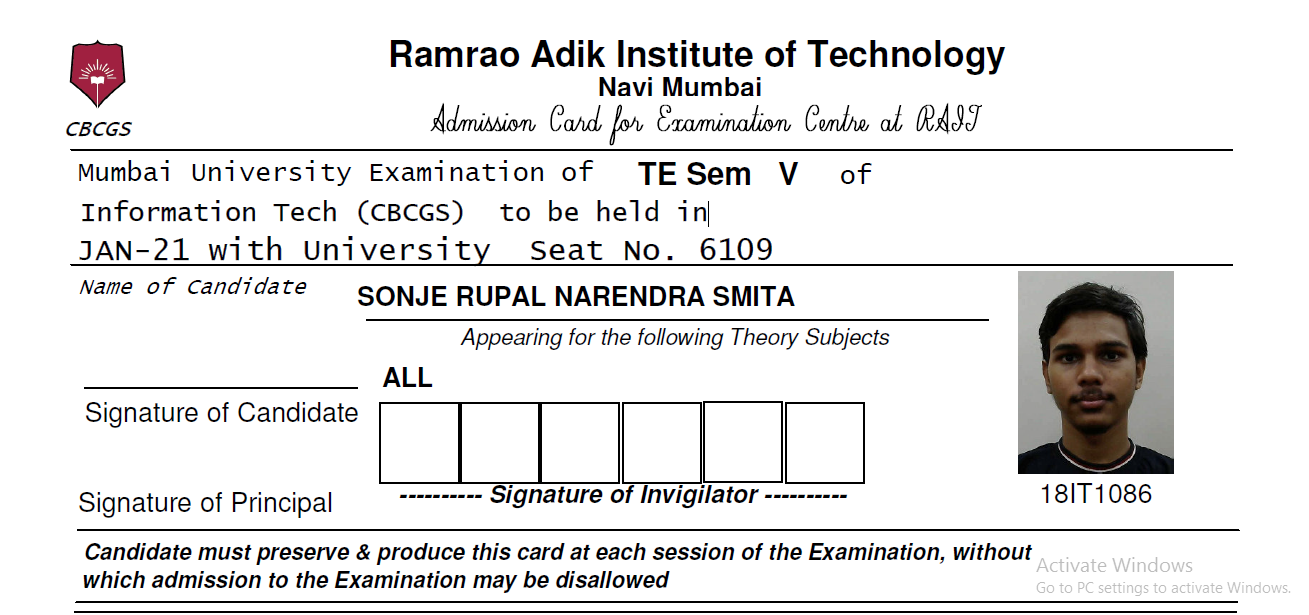 Ramrao Adik Institute of Technology
Navi Mumbai
Admission Card for Examination Centre at RAIT
CBCGS
Mumbai University Examination of TE Sem V of
Information Tech (CBCGS) to be held in
JAN-21 with University Seat No. 6109
Name of Candidate SONJE RUPAL NARENDRA SMITA
Appearing for the following Theory Subjects
ALL
Signature of Candidate
---------- Signature of Invigilator ----------
Signature of Principal
18IT1086
Candidate must preserve & produce this card at each session of the Examination, without
which admission to the Examination may be disallowed
Activate Windows
Go to PC settings to activate Windows.